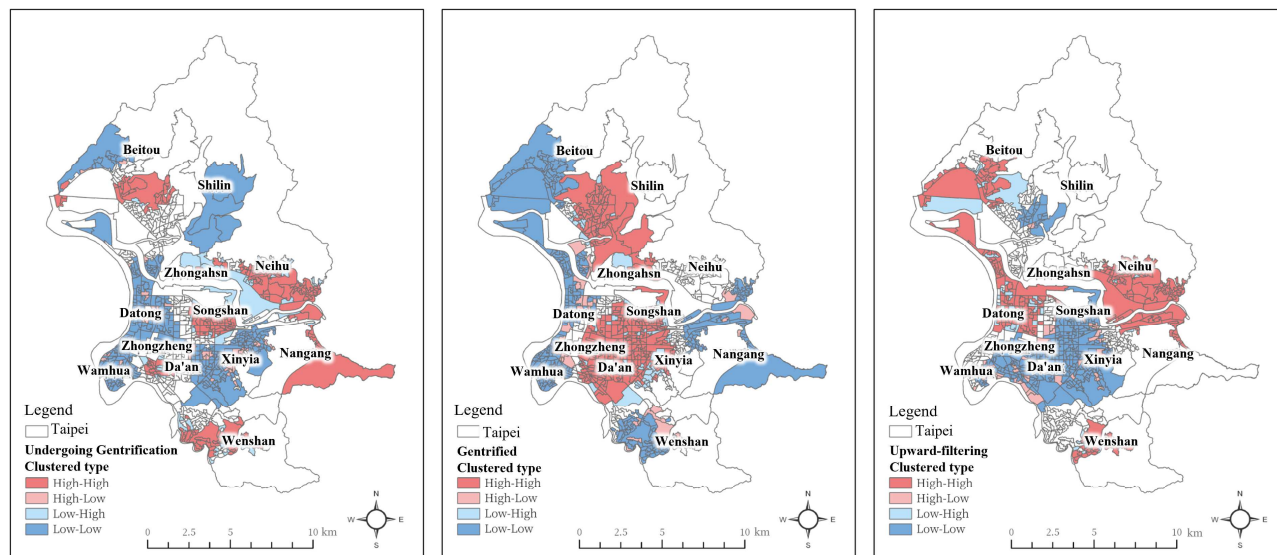 Beitou
Shilin
Zhongahsn
Neihu
Datong
Songshan
Zhongzheng
Xinyia
Nangang
Wamhua
Da'an
Wenshan
Legend
Taipei
Undergoing Gentrification
Clustered type
High-High
High-Low
Low-High
Low-Low
N
W E
S
0 2.5 5 10 km
Beitou
Shilin
Zhongahsn
Neihu
Datong
Songshan
Zhongzheng
Xinyia
Nangang
Wamhua
Da'an
Wenshan
Legend
Taipei
Gentrified
Clustered type
High-High
High-Low
Low-High
Low-Low
N
W E
S
0 2.5 5 10 km
Beitou
Shilin
Zhongahsn
Neihu
Datong
Songshan
Zhongzheng
Xinyia
Nangang
Wamhua
Da'an
Wenshan
Legend
Taipei
Upward-filtering
Clustered type
High-High
High-Low
Low-High
Low-Low
N
W E
S
0 2.5 5 10 km